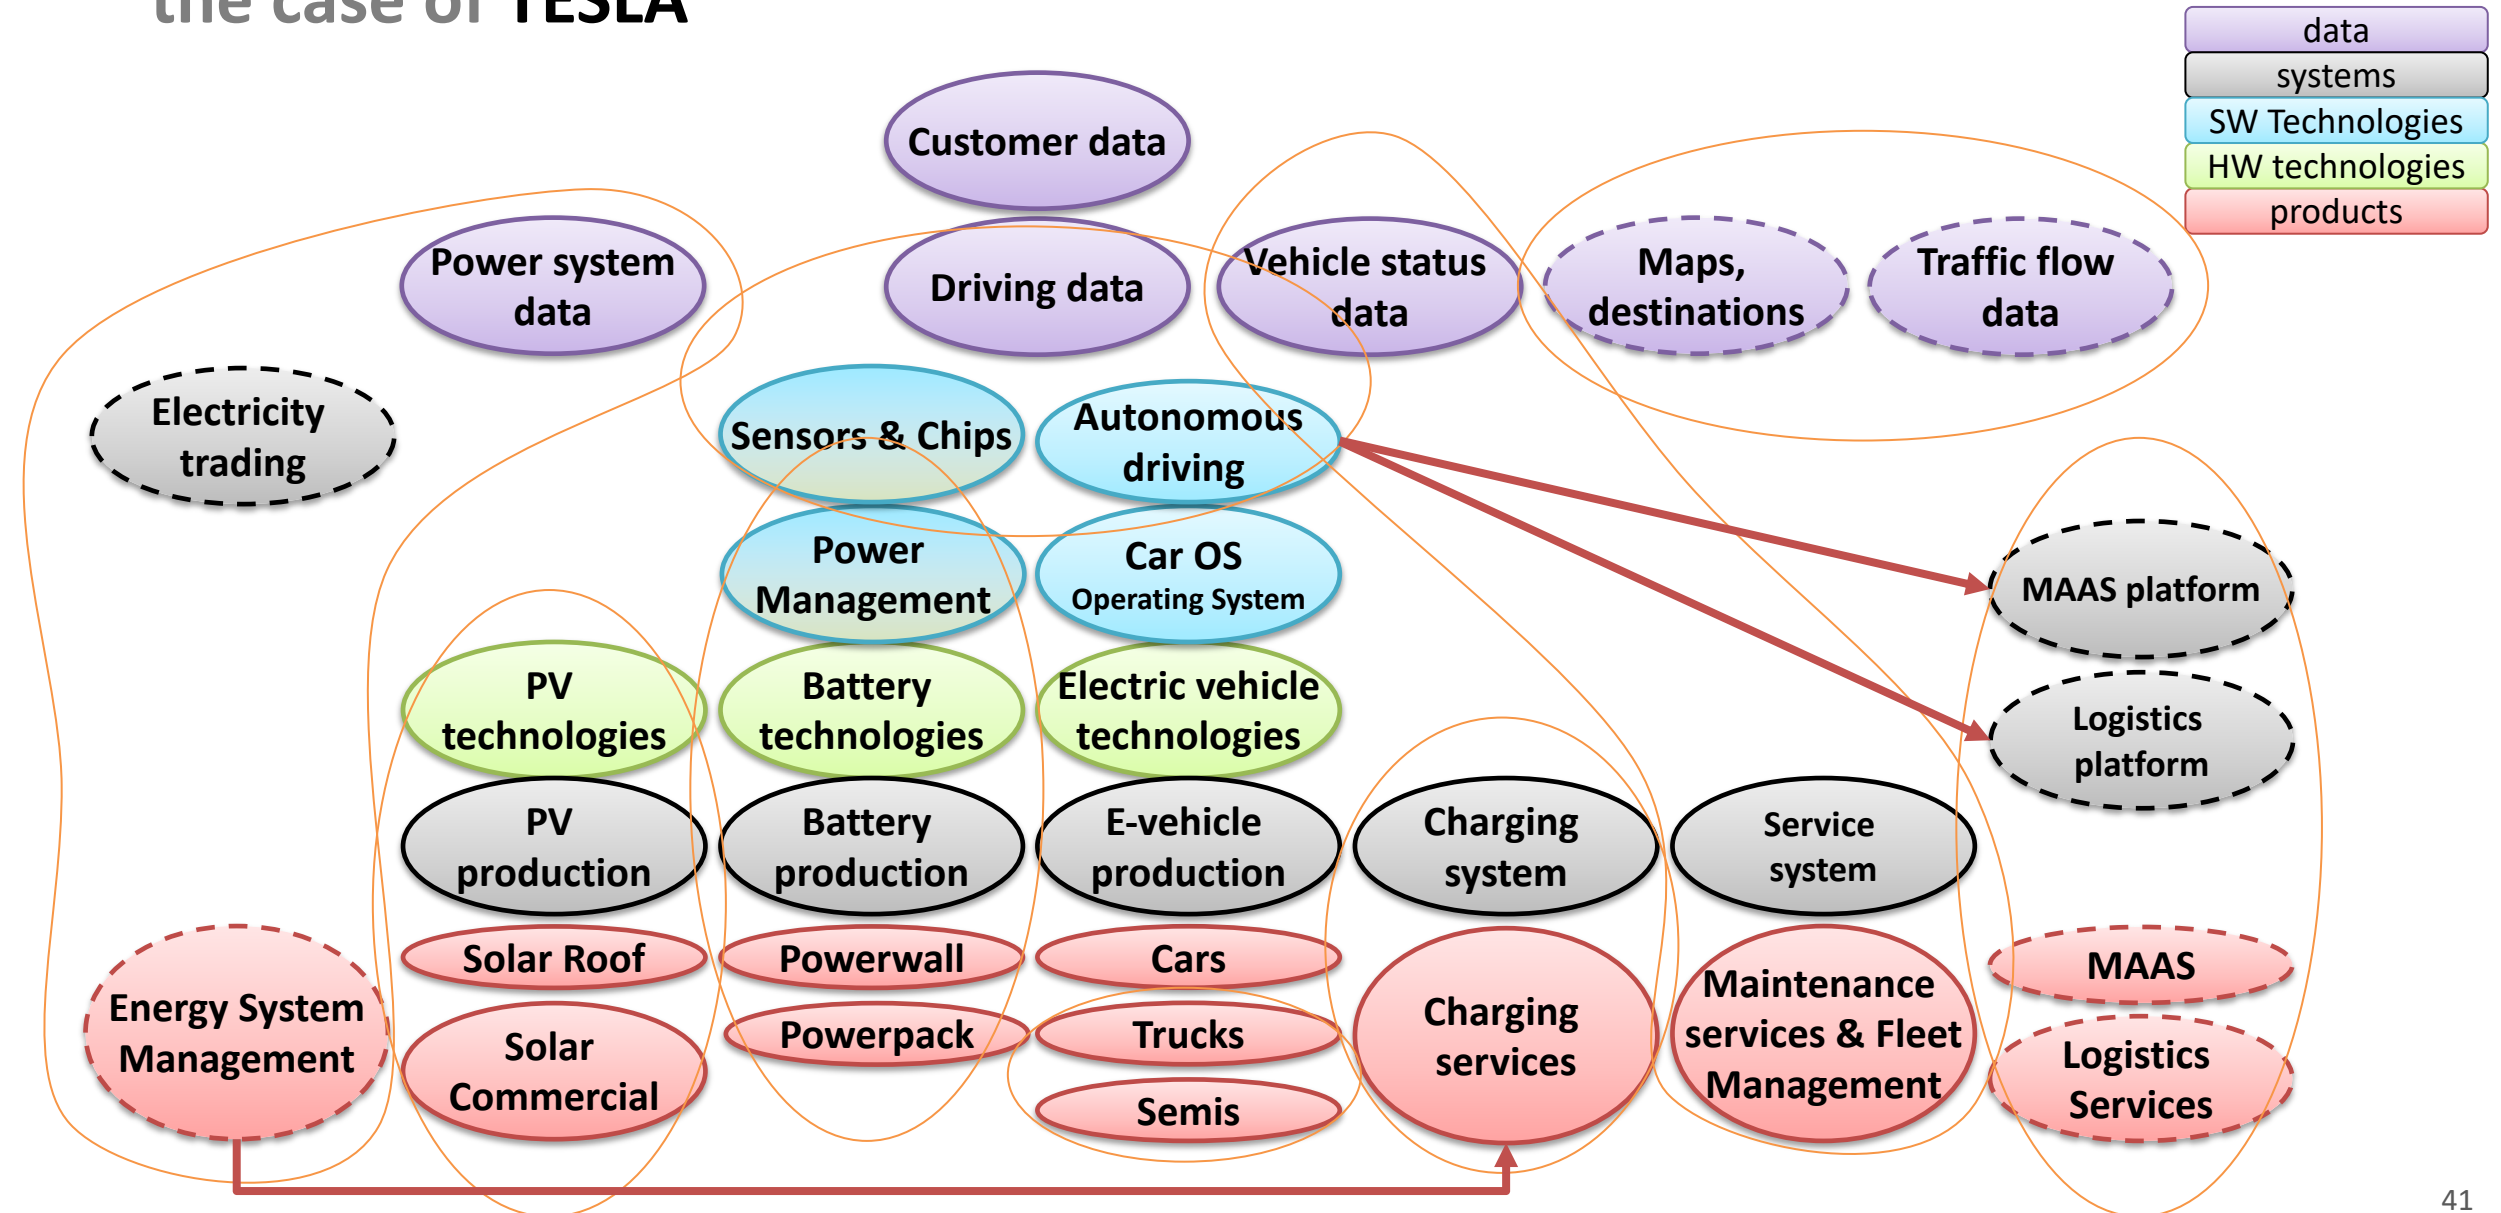 the case of TESLA
data
systems
SW Technologies
HW technologies
products
Customer data
Power system
data
Driving data
Vehicle status
data
Maps,
destinations
Traffic flow
data
Electricity
trading
Sensors & Chips
Autonomous
driving
Power
Management
Car OS
Operating System
MAAS platform
PV
technologies
Battery
technologies
Electric vehicle
technologies
Logistics
platform
PV
production
Battery
production
E-vehicle
production
Charging
system
Service
system
Energy System
Management
Solar Roof
Powerwall
Cars
Charging
services
Maintenance
services & Fleet
Management
MAAS
Solar
Commercial
Powerpack
Trucks
Semis
Logistics
Services
41